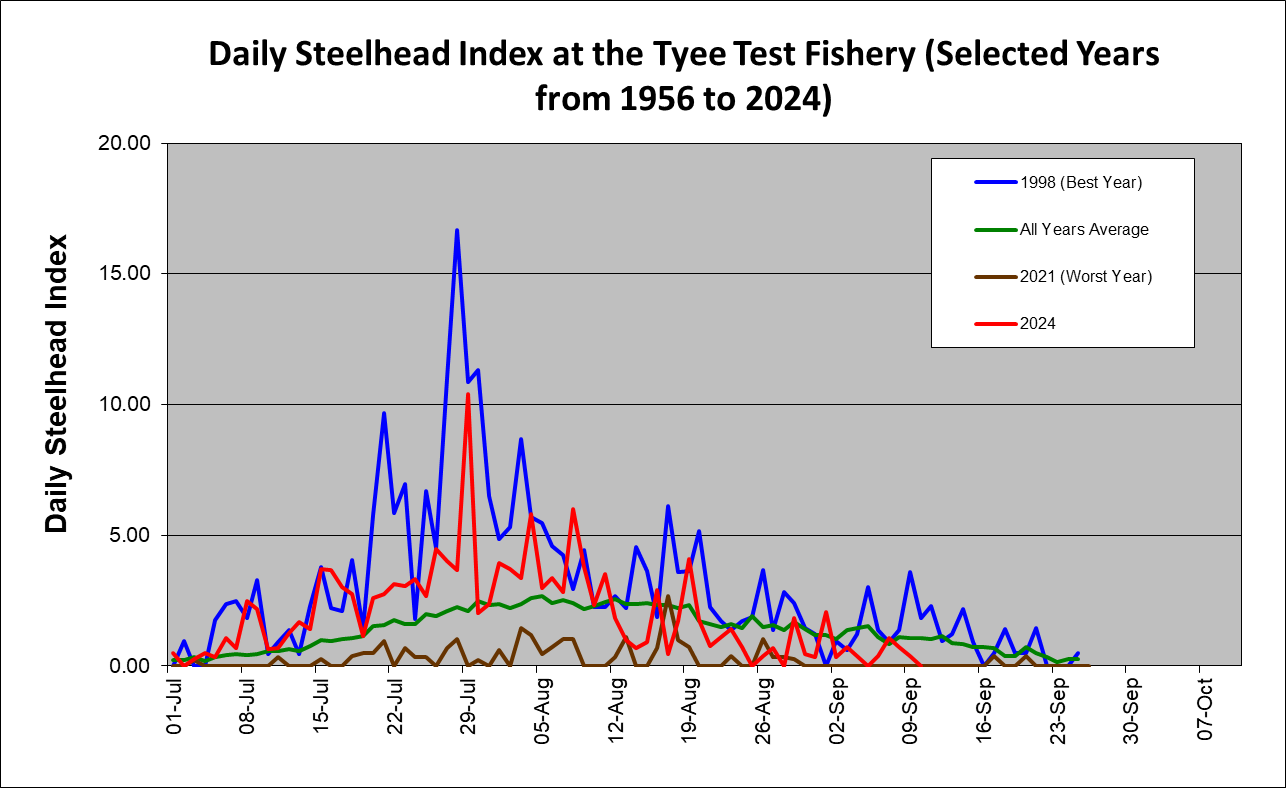 Daily Steelhead Index at the Tyee Test Fishery (Selected Years
from 1956 to 2024)
20.00
15.00
10.00
5.00
0.00
Daily Steelhead Index
1998 (Best Year)
All Years Average
2021 (Worst Year)
2024
01-Jul
08-Jul
15-Jul
22-Jul
29-Jul
05-Aug
12-Aug
19-Aug
26-Aug
02-Sep
09-Sep
16-Sep
23-Sep
30-Sep
07-Oct